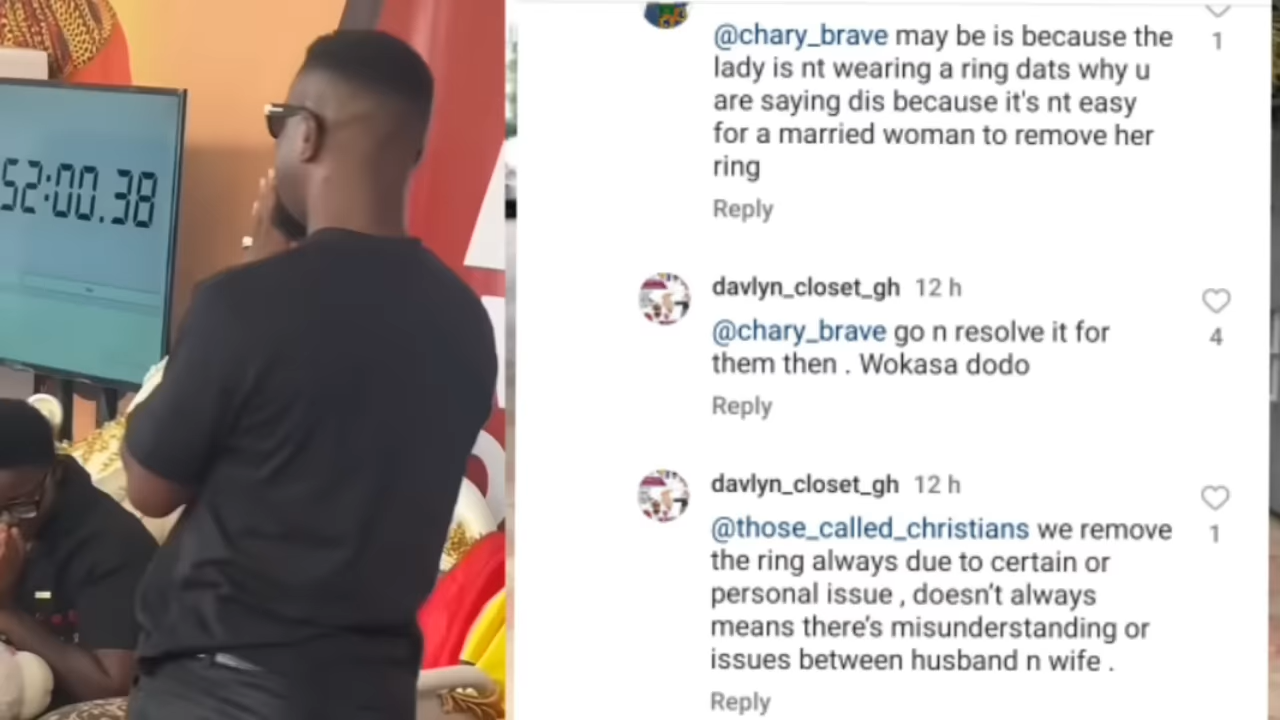 52:00.38
@chary_brave may be is because the
lady is nt wearing a ring dats why u
are saying dis because it's nt easy
for a married woman to remove her
ring
1
Reply
davlyn_closet_gh 12 h
@chary_brave go n resolve it for
them then . Wokasa dodo
4
Reply
davlyn_closet_gh 12 h
@those_called_christians we remove
the ring always due to certain or
personal issue , doesn't always
means there's misunderstanding or
issues between husband n wife .
1
Reply